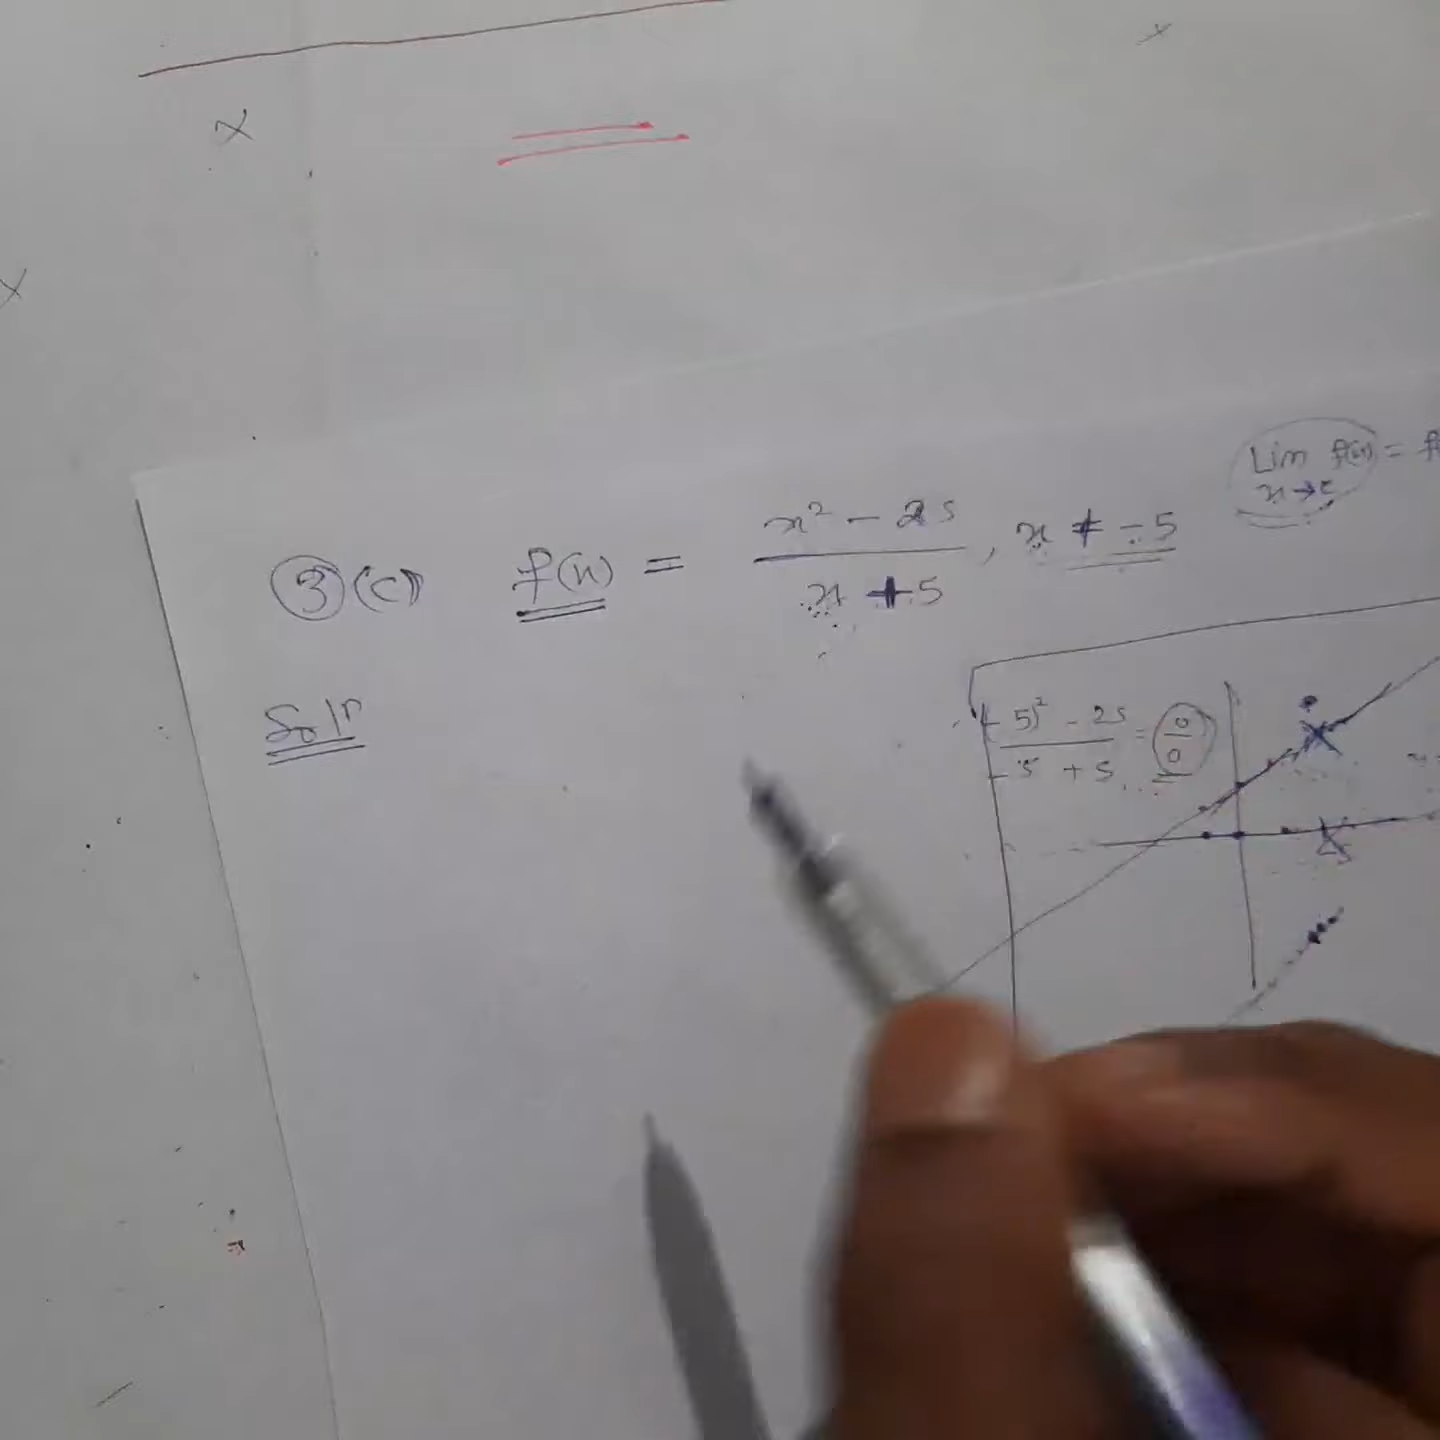 Lim f(x) = f
x→c
③(c) f(x) = x² - 25 / x + 5 , x ≠ -5
Soln
(-5)² - 25 / -5 + 5 = 0/0